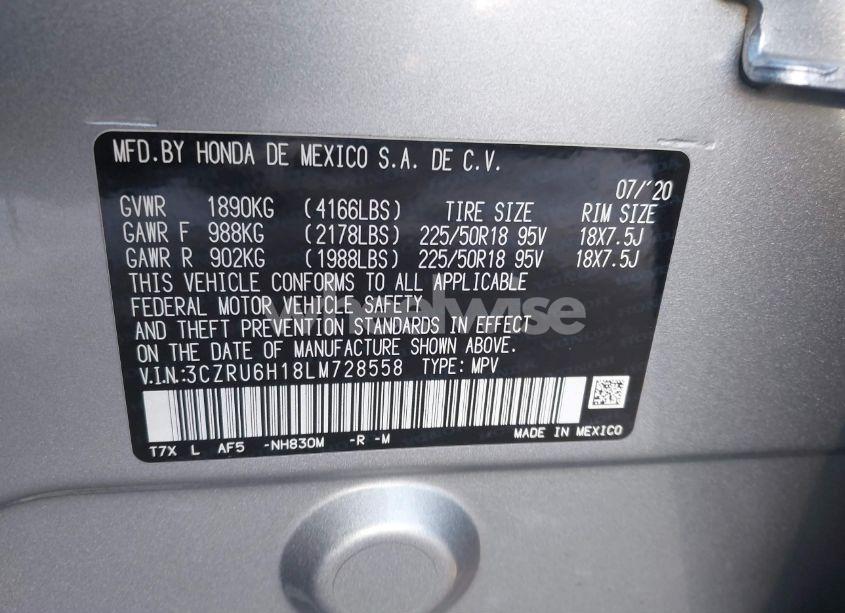 MFD.BY HONDA DE MEXICO S.A. DE C.V.
07/'20
GVWR 1890KG (4166LBS) TIRE SIZE RIM SIZE
GAWR F 988KG (2178LBS) 225/50R18 95V 18X7.5J
GAWR R 902KG (1988LBS) 225/50R18 95V 18X7.5J
THIS VEHICLE CONFORMS TO ALL APPLICABLE
FEDERAL MOTOR VEHICLE SAFETY
AND THEFT PREVENTION STANDARDS IN EFFECT
ON THE DATE OF MANUFACTURE SHOWN ABOVE.
V.I.N.:3CZRU6H18LM728558 TYPE: MPV
T7X L AF5 -NH830M -R -M MADE IN MEXICO